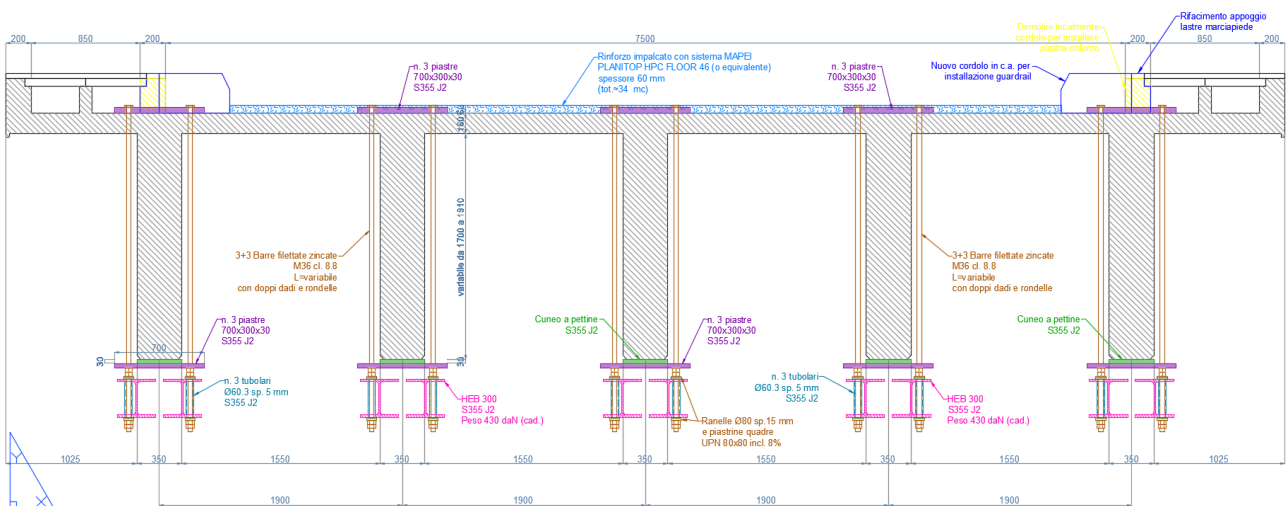 200
850
200
7500
200
850
200
Demolire localmente
cordolo per installare
piastra rinforzo
Rifacimento appoggio
lastre marciapiede
Rinforzo impalcato con sistema MAPEI
PLANITOP HPC FLOOR 46 (o equivalente)
spessore 60 mm
(tot.≈34 mc)
n. 3 piastre
700x300x30
S355 J2
n. 3 piastre
700x300x30
S355 J2
Nuovo cordolo in c.a. per
installazione guardrail
160
60
variabile da 1700 a 1910
3+3 Barre filettate zincate
M36 cl. 8.8
L=variabile
con doppi dadi e rondelle
3+3 Barre filettate zincate
M36 cl. 8.8
L=variabile
con doppi dadi e rondelle
n. 3 piastre
700x300x30
S355 J2
Cuneo a pettine
S355 J2
n. 3 piastre
700x300x30
S355 J2
Cuneo a pettine
S355 J2
700
30
30
n. 3 tubolari
Ø60.3 sp. 5 mm
S355 J2
HEB 300
S355 J2
Peso 430 daN (cad.)
n. 3 tubolari
Ø60.3 sp. 5 mm
S355 J2
HEB 300
S355 J2
Peso 430 daN (cad.)
Ranelle Ø80 sp.15 mm
e piastrine quadre
UPN 80x80 incl. 8%
1025
350
1550
350
1550
350
1550
350
1550
350
1025
1900
1900
1900
1900
Y
X